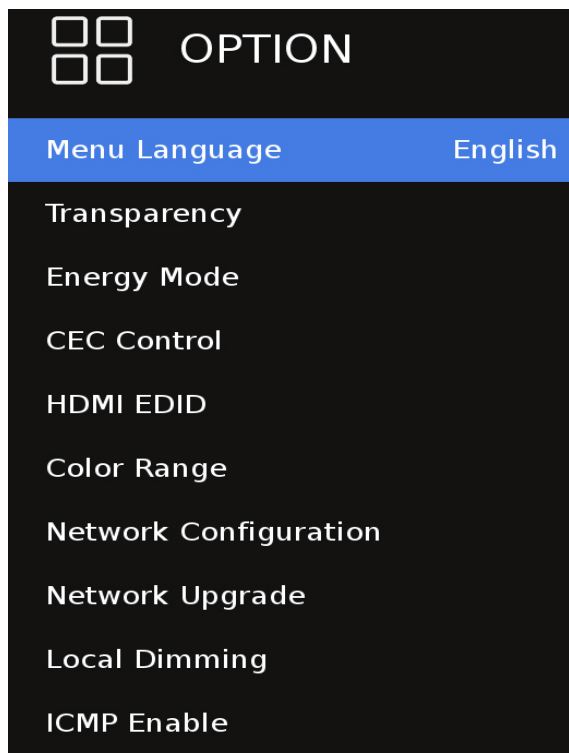 OPTION
Menu Language English
Transparency
Energy Mode
CEC Control
HDMI EDID
Color Range
Network Configuration
Network Upgrade
Local Dimming
ICMP Enable